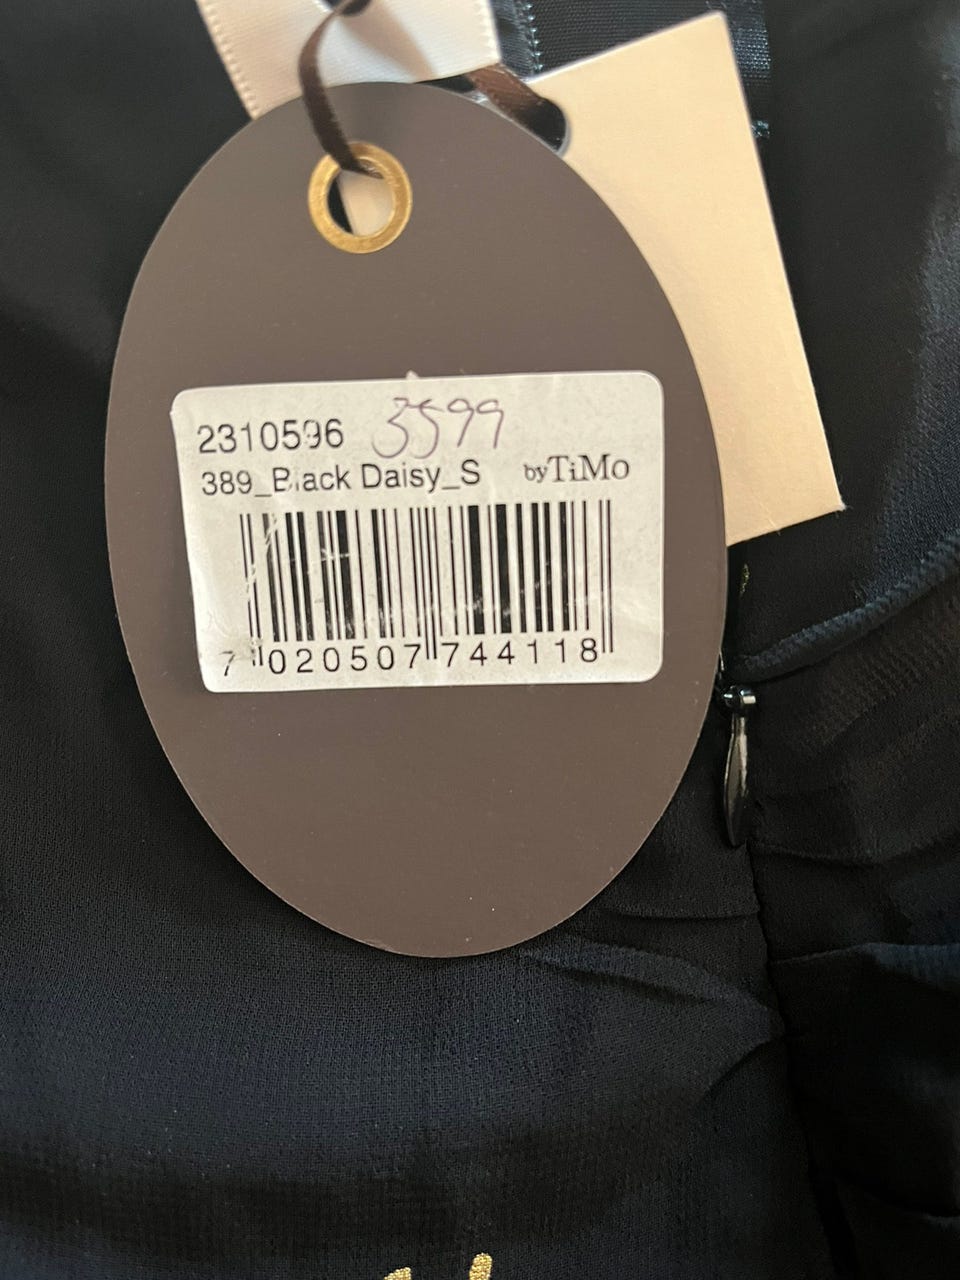 2310596 3599
389_Black Daisy_S byTiMo
7 020507 744118